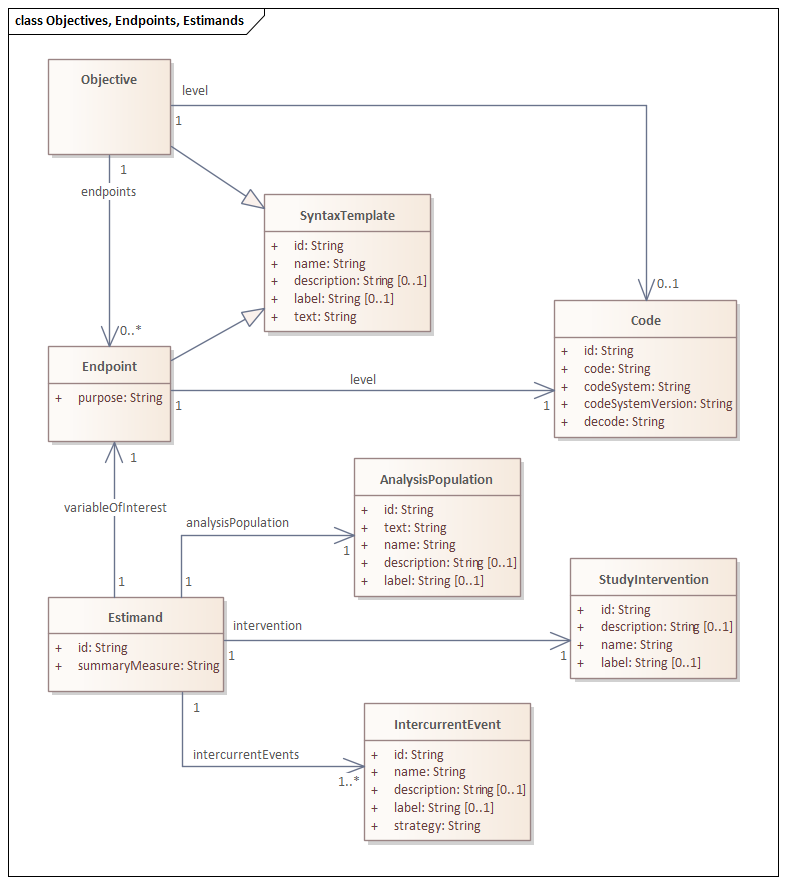 class Objectives, Endpoints, Estimands
Objective
level
1
1
endpoints
SyntaxTemplate
+ id: String
+ name: String
+ description: String [0..1]
+ label: String [0..1]
+ text: String
0..1
0..*
Code
+ id: String
+ code: String
+ codeSystem: String
+ codeSystemVersion: String
+ decode: String
Endpoint
+ purpose: String
level
1
1
1
variableOfInterest
1
AnalysisPopulation
+ id: String
+ text: String
+ name: String
+ description: String [0..1]
+ label: String [0..1]
analysisPopulation
1
1
StudyIntervention
+ id: String
+ description: String [0..1]
+ name: String
+ label: String [0..1]
Estimand
+ id: String
+ summaryMeasure: String
intervention
1
1
1
intercurrentEvents
1..*
IntercurrentEvent
+ id: String
+ name: String
+ description: String [0..1]
+ label: String [0..1]
+ strategy: String